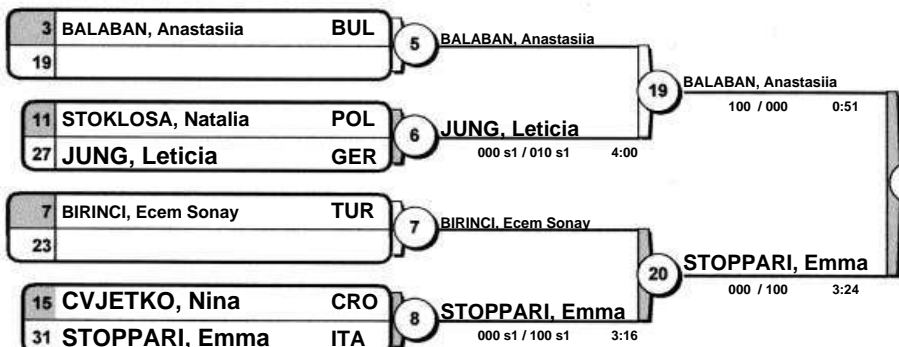 3 BALABAN, Anastasiia BUL
19
5
BALABAN, Anastasiia
11 STOKLOSA, Natalia POL
27 JUNG, Leticia GER
6
JUNG, Leticia
000 s1 / 010 s1 4:00
19
BALABAN, Anastasiia
100 / 000 0:51
7 BIRINCI, Ecem Sonay TUR
23
7
BIRINCI, Ecem Sonay
15 CVJETKO, Nina CRO
31 STOPPARI, Emma ITA
8
STOPPARI, Emma
000 s1 / 100 s1 3:16
20
STOPPARI, Emma
000 / 100 3:24